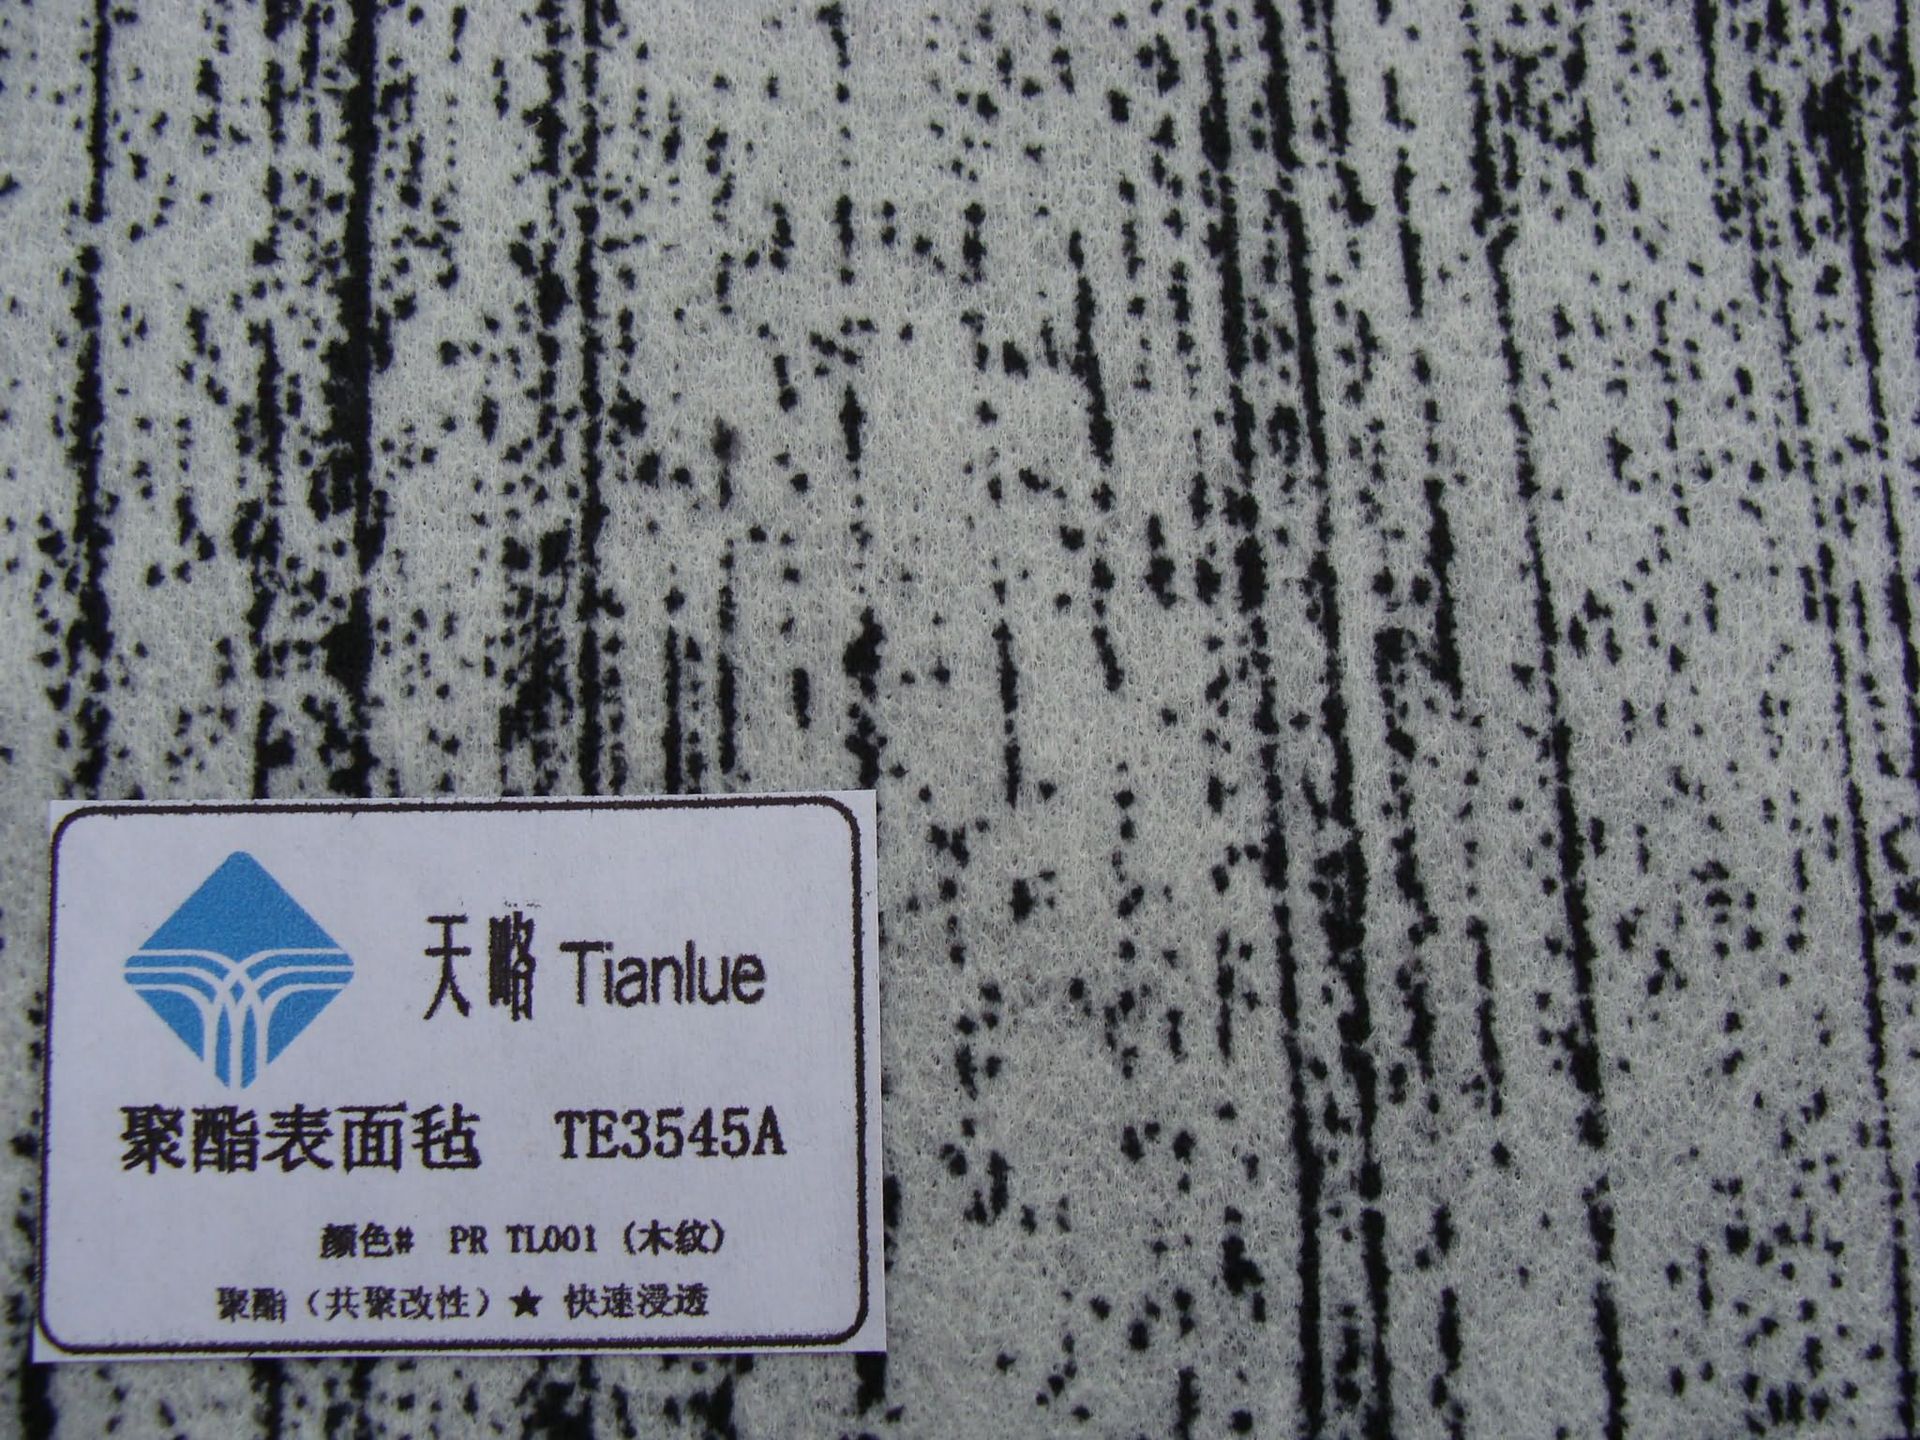 天略 Tianlue
聚酯表面毡 TE3545A
颜色# PR TL001 (木纹)
聚酯(共聚改性)★ 快速浸透